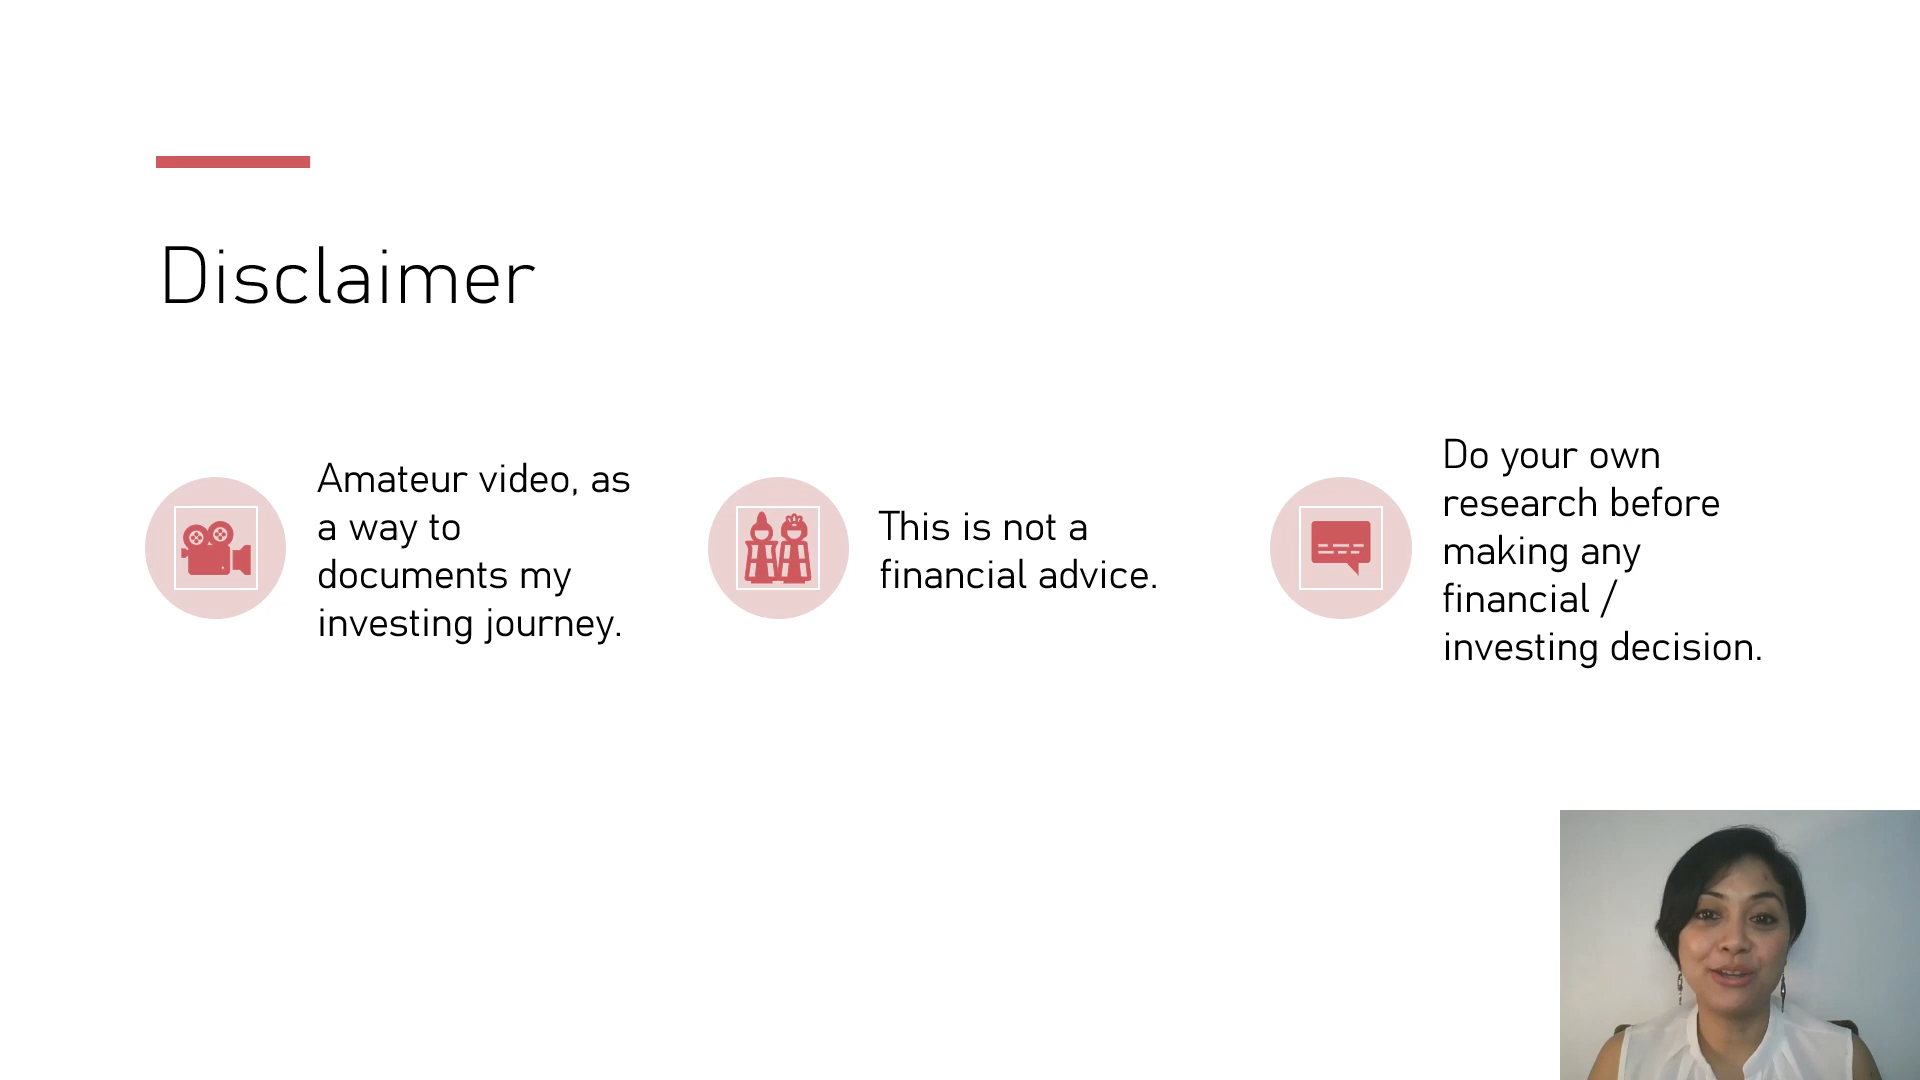 Disclaimer
Amateur video, as
a way to
documents my
investing journey.
This is not a
financial advice.
Do your own
research before
making any
financial /
investing decision.